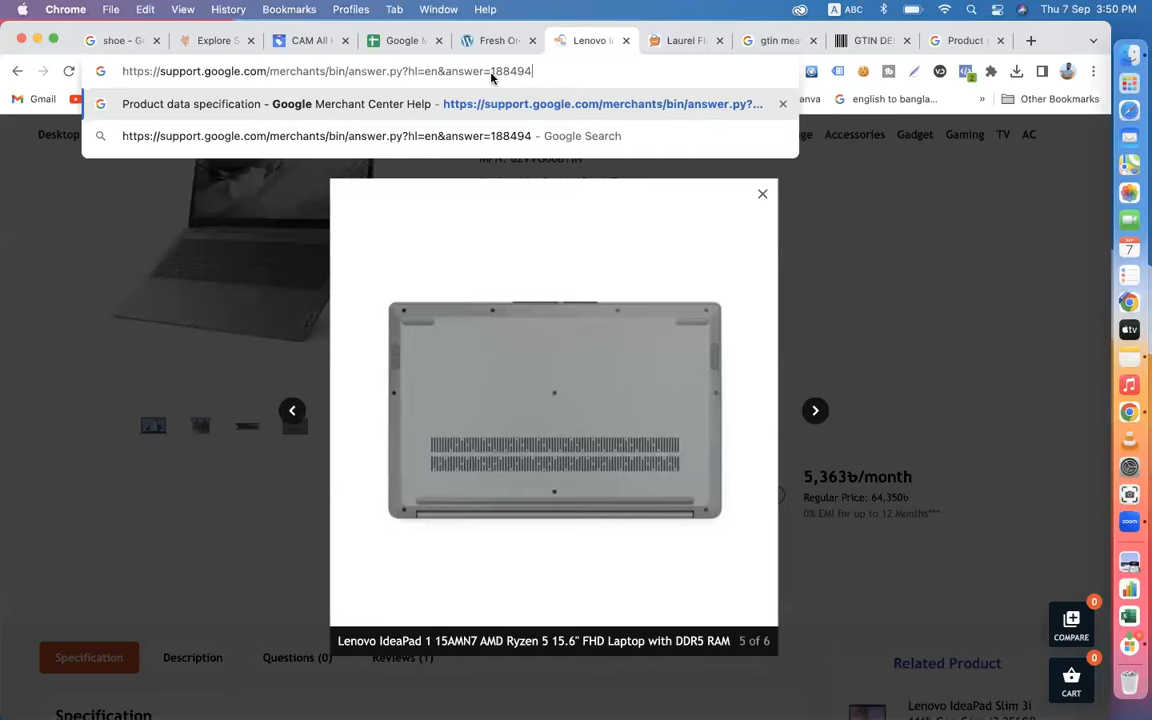 Chrome File Edit View History Bookmarks Profiles Tab Window Help A ABC Thu 7 Sep 3:50 PM
shoe - G Explore S CAM All Google M Fresh Or Lenovo I Laurel Fl gtin mea GTIN DE Product
https://support.google.com/merchants/bin/answer.py?hl=en&answer=188494
Gmail Product data specification - Google Merchant Center Help - https://support.google.com/merchants/bin/answer.py?... anva english to bangla... » Other Bookmarks
https://support.google.com/merchants/bin/answer.py?hl=en&answer=188494 - Google Search
Desktop Accessories Gadget Gaming TV AC
5,363৳/month
Regular Price: 64,350৳
0% EMI for up to 12 Months***
0
COMPARE
Lenovo IdeaPad 1 15AMN7 AMD Ryzen 5 15.6" FHD Laptop with DDR5 RAM 5 of 6
Specification Description Questions (0) Reviews (1) Related Product
0
CART
Specification
Lenovo IdeaPad Slim 3i